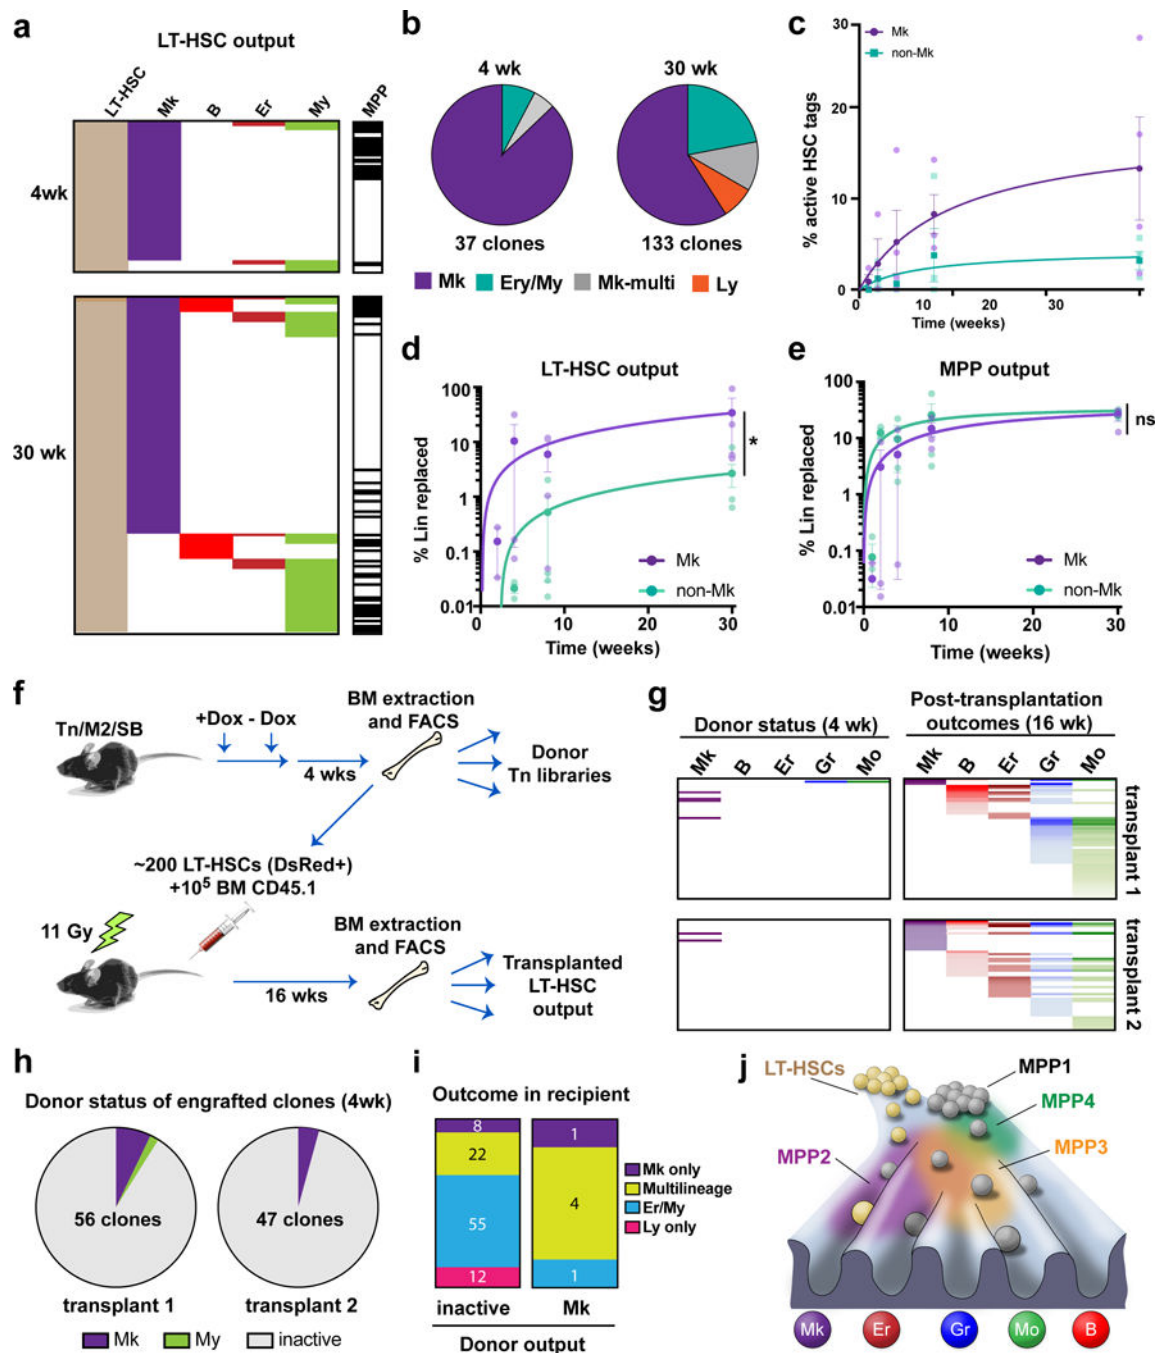 a
LT-HSC output
LT-HSC
Mk
B
Er
My
MPP
4wk
30 wk
b
4 wk
30 wk
37 clones
133 clones
Mk
Ery/My
Mk-multi
Ly
c
Mk
non-Mk
% active HSC tags
30
20
10
0
0
10
20
30
Time (weeks)
d
LT-HSC output
% Lin replaced
100
10
1
0.1
0.01
*
Mk
non-Mk
0
10
20
30
Time (weeks)
e
MPP output
% Lin replaced
100
10
1
0.1
0.01
ns
Mk
non-Mk
0
10
20
30
Time (weeks)
f
Tn/M2/SB
+Dox - Dox
4 wks
BM extraction
and FACS
Donor
Tn libraries
~200 LT-HSCs (DsRed+)
+10⁵ BM CD45.1
11 Gy
16 wks
BM extraction
and FACS
Transplanted
LT-HSC
output
g
Donor status (4 wk)
Mk
B
Er
Gr
Mo
Post-transplantation
outcomes (16 wk)
Mk
B
Er
Gr
Mo
transplant 1
transplant 2
h
Donor status of engrafted clones (4wk)
56 clones
47 clones
transplant 1
transplant 2
Mk
My
inactive
i
Outcome in recipient
8
22
55
12
1
4
1
Mk only
Multilineage
Er/My
Ly only
inactive
Mk
Donor output
j
LT-HSCs
MPP1
MPP4
MPP2
MPP3
Mk
Er
Gr
Mo
B